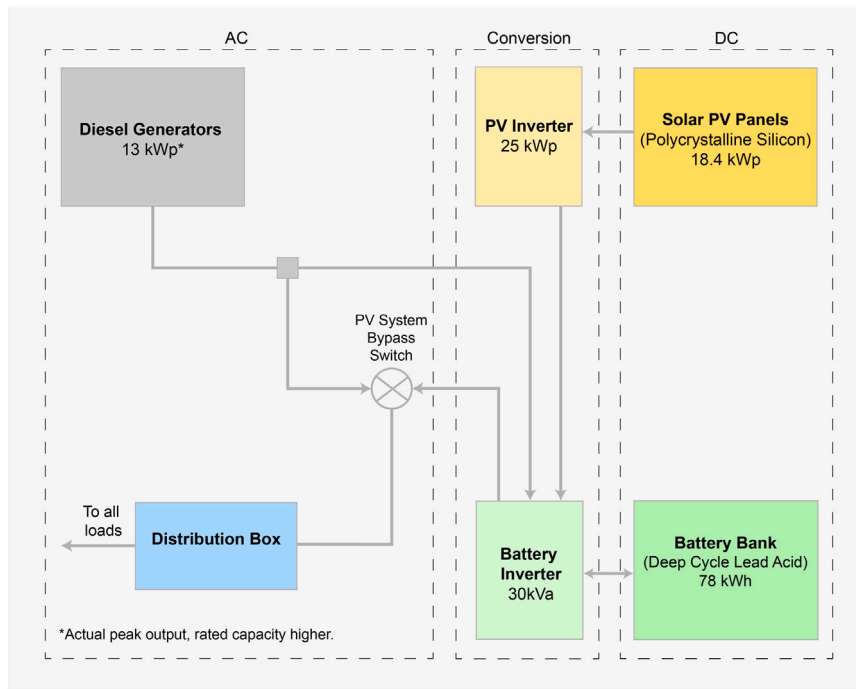 AC
Conversion
DC
Diesel Generators
13 kWp*
PV Inverter
25 kWp
Solar PV Panels
(Polycrystalline Silicon)
18.4 kWp
PV System
Bypass
Switch
To all
loads
Distribution Box
Battery
Inverter
30kVa
Battery Bank
(Deep Cycle Lead Acid)
78 kWh
*Actual peak output, rated capacity higher.